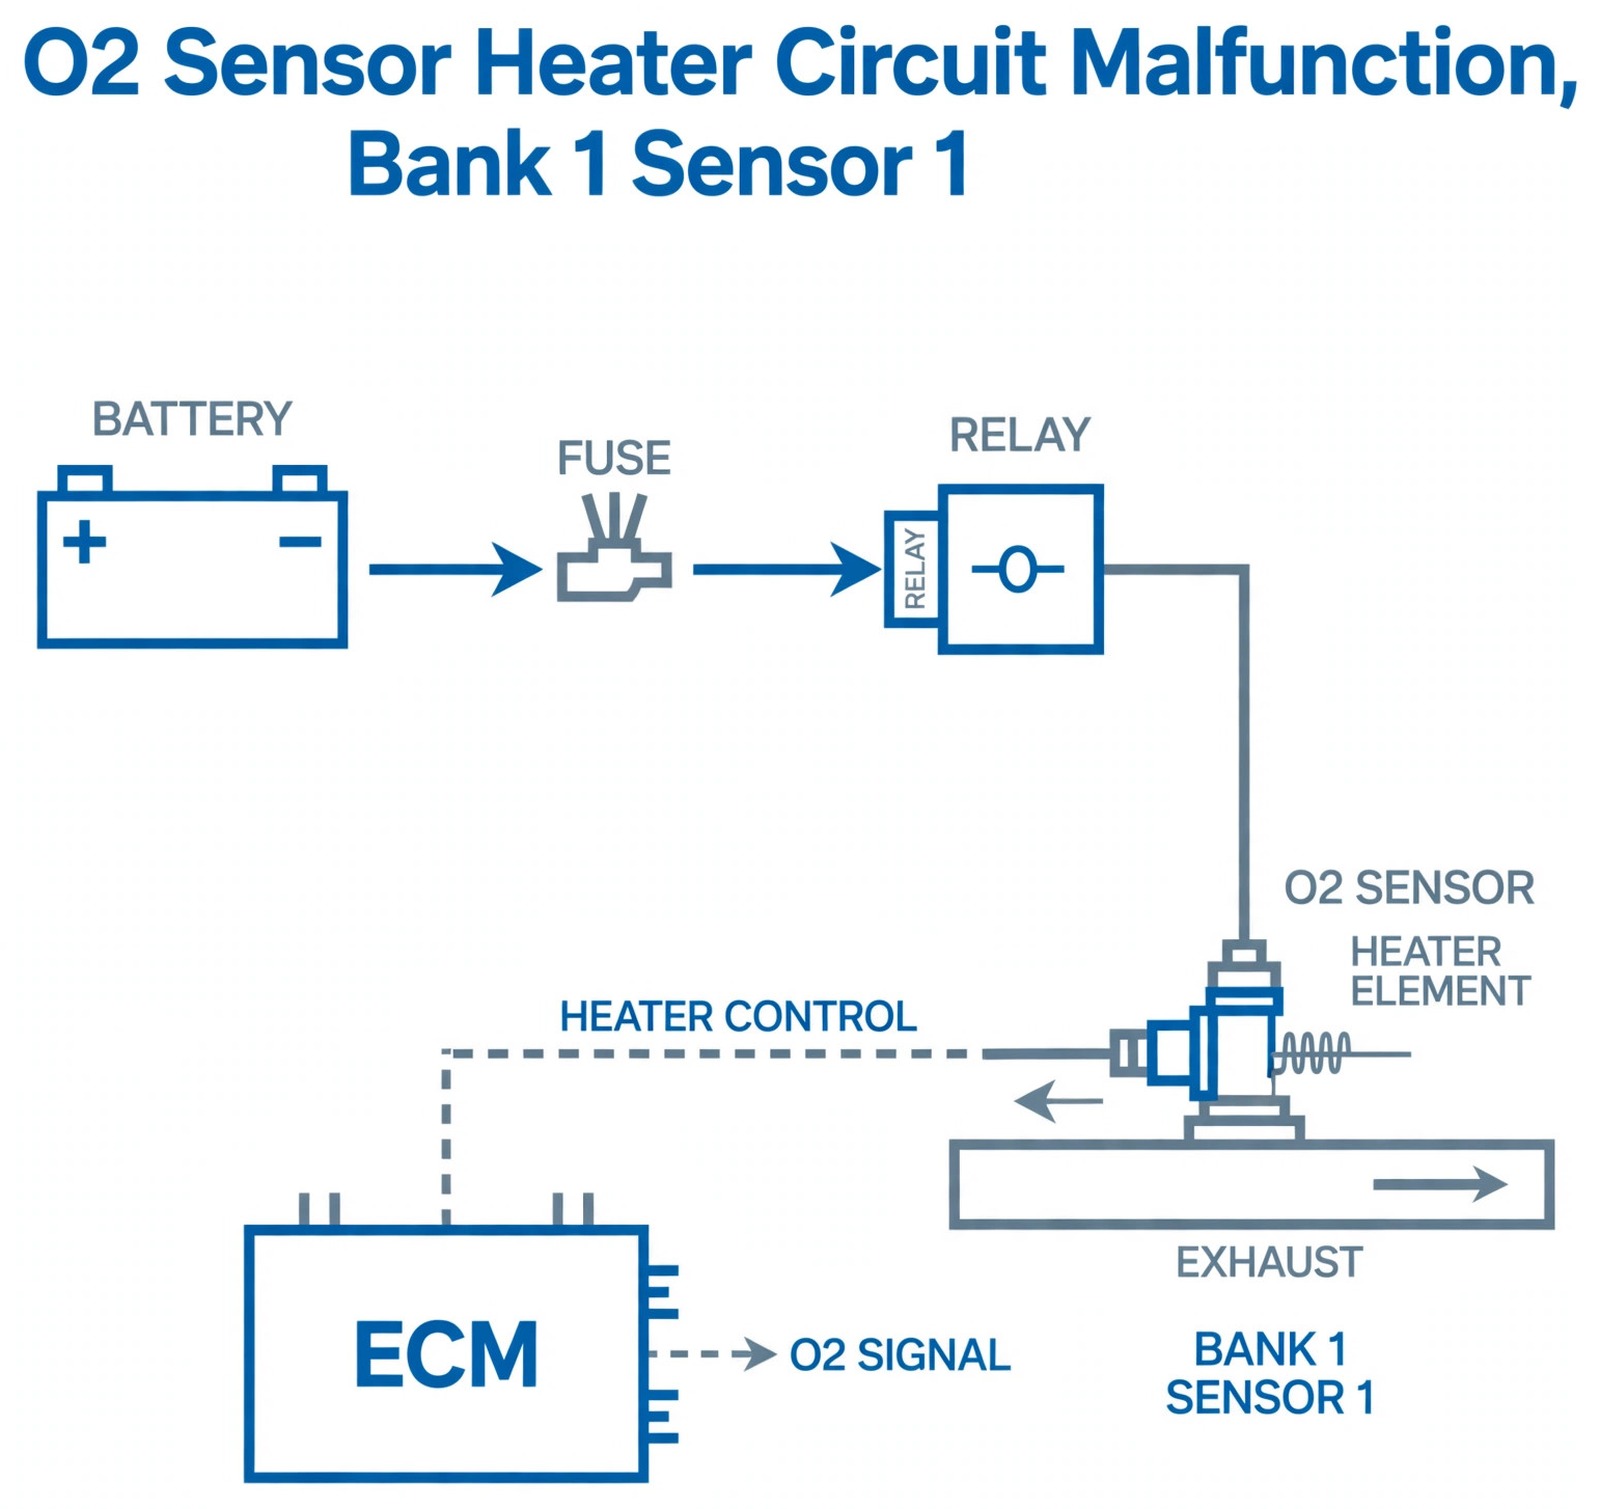 O2 Sensor Heater Circuit Malfunction,
Bank 1 Sensor 1
BATTERY
FUSE
RELAY
+
−
RELAY
O2 SENSOR
HEATER
ELEMENT
HEATER CONTROL
EXHAUST
ECM
O2 SIGNAL
BANK 1
SENSOR 1